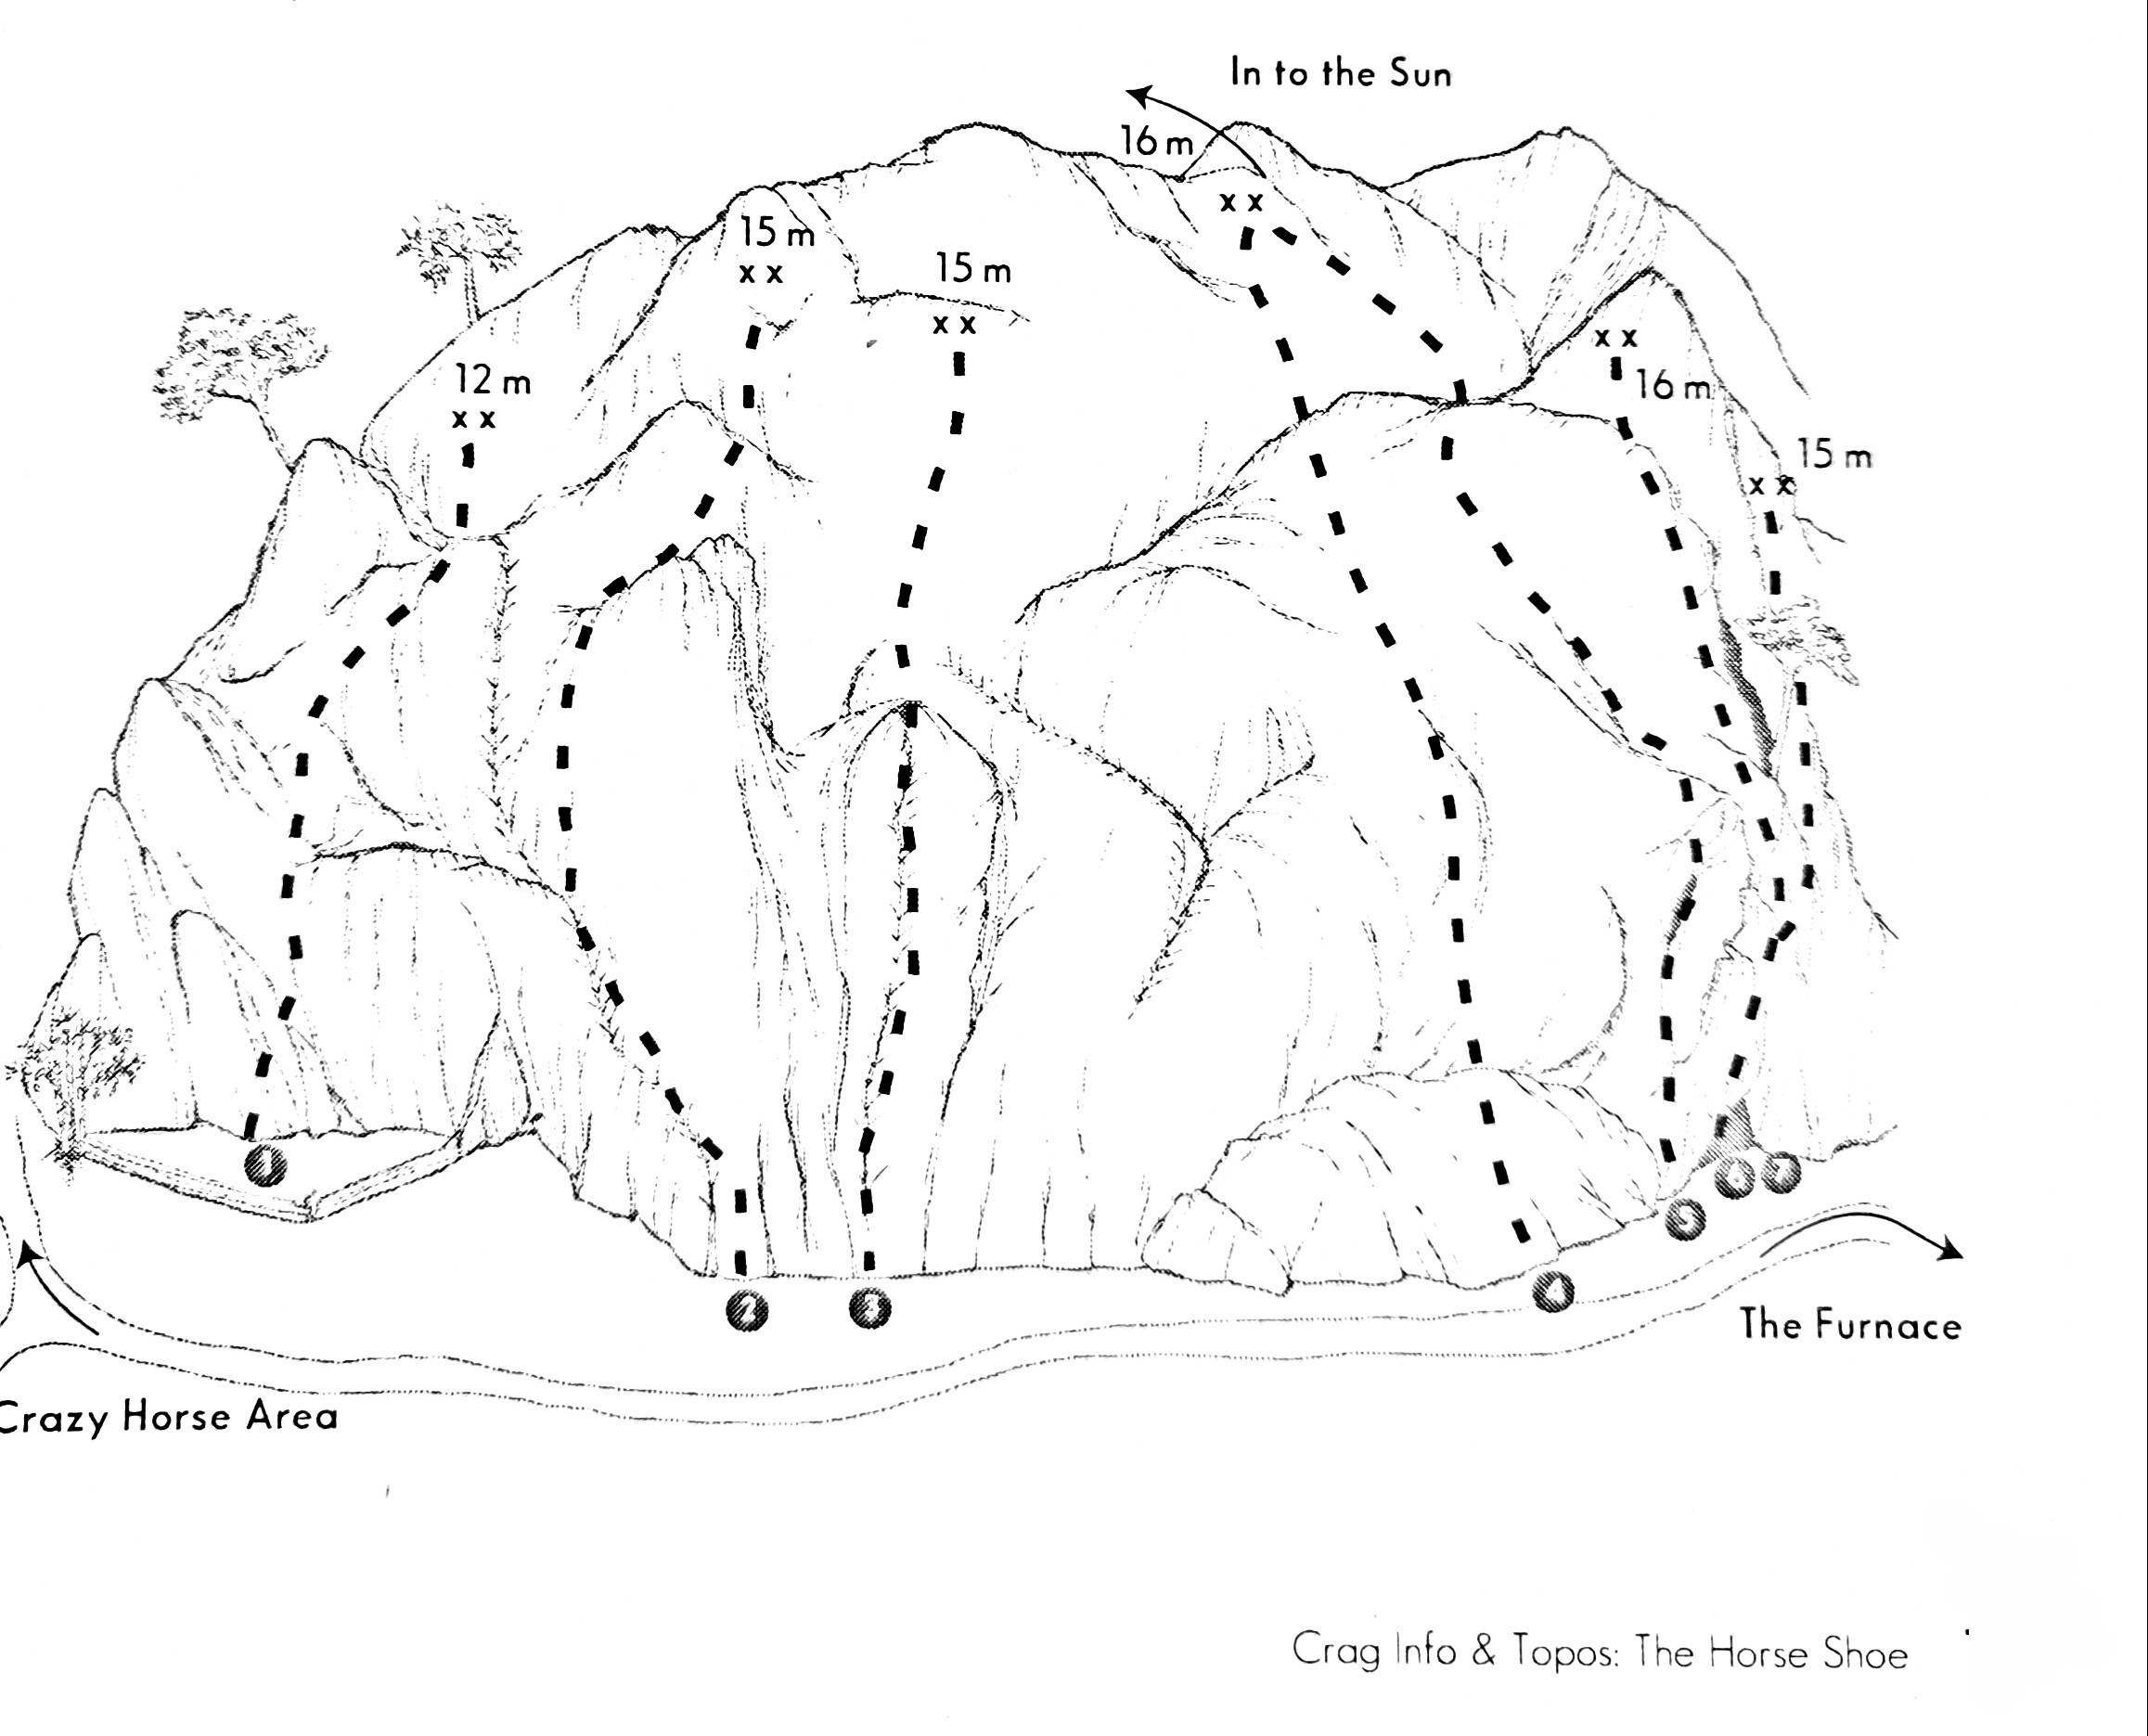 In to the Sun
16 m
x x
15 m
x x
15 m
x x
x x
16 m
12 m
x x
15 m
x x
1
6 7
5
4
2 3
The Furnace
Crazy Horse Area
Crag Info & Topos: The Horse Shoe